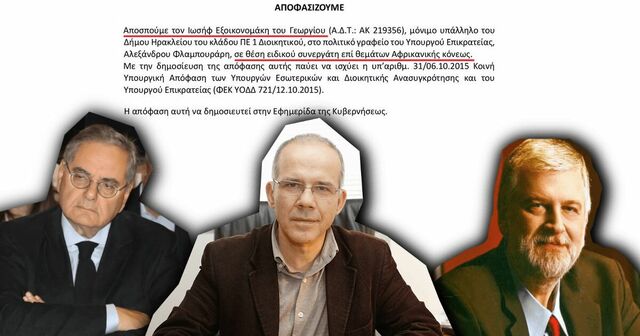 ΑΠΟΦΑΣΙΖΟΥΜΕ
Αποσπούμε τον Ιωσήφ Εξοικονομάκη του Γεωργίου (Α.Δ.Τ.: ΑΚ 219356), μόνιμο υπάλληλο του
Δήμου Ηρακλείου του κλάδου ΠΕ 1 Διοικητικού, στο πολιτικό γραφείο του Υπουργού Επικρατείας,
Αλεξάνδρου Φλαμπουράρη, σε θέση ειδικού συνεργάτη επί θεμάτων Αφρικανικής κόνεως.
Με την δημοσίευση της απόφασης αυτής παύει να ισχύει η υπ'αριθμ. 31/06.10.2015 Κοινή
Υπουργική Απόφαση των Υπουργών Εσωτερικών και Διοικητικής Ανασυγκρότησης και του
Υπουργού Επικρατείας (ΦΕΚ ΥΟΔΔ 721/12.10.2015).
Η απόφαση αυτή να δημοσιευτεί στην Εφημερίδα της Κυβερνήσεως.